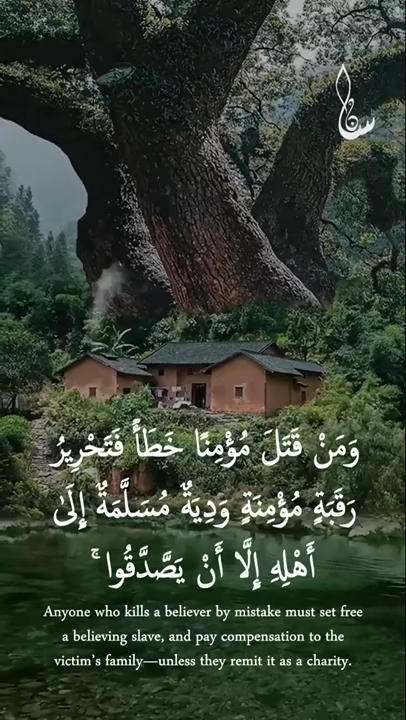 وَمَنْ قَتَلَ مُؤْمِنًا خَطَأً فَتَحْرِيرُ
رَقَبَةٍ مُؤْمِنَةٍ وَدِيَةٌ مُسَلَّمَةٌ إِلَىٰ
أَهْلِهِ إِلَّا أَنْ يَصَّدَّقُوا ۚ
Anyone who kills a believer by mistake must set free
a believing slave, and pay compensation to the
victim’s family—unless they remit it as a charity.